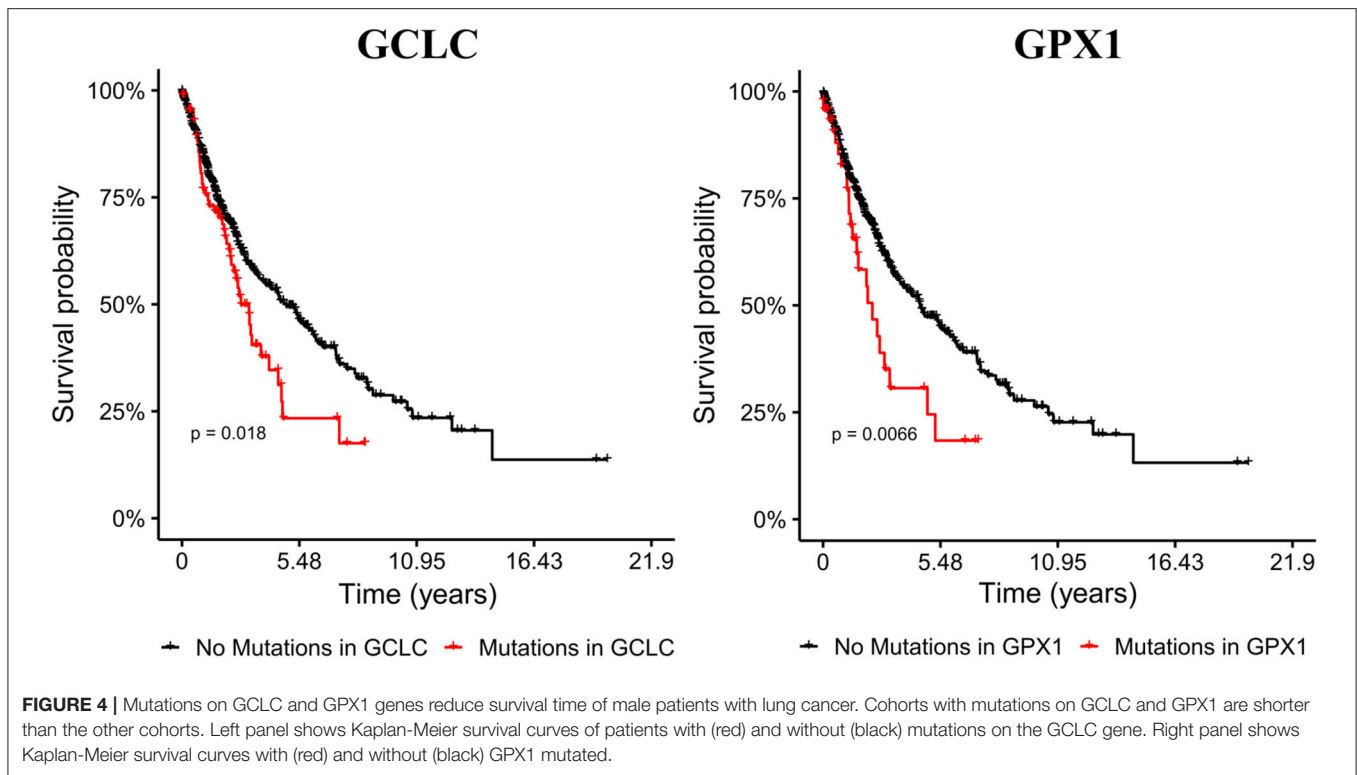 GCLC
GPX1
Survival probability
100%
75%
50%
25%
0%
p = 0.018
0 5.48 10.95 16.43 21.9
Time (years)
No Mutations in GCLC Mutations in GCLC
Survival probability
100%
75%
50%
25%
0%
p = 0.0066
0 5.48 10.95 16.43 21.9
Time (years)
No Mutations in GPX1 Mutations in GPX1
FIGURE 4 | Mutations on GCLC and GPX1 genes reduce survival time of male patients with lung cancer. Cohorts with mutations on GCLC and GPX1 are shorter
than the other cohorts. Left panel shows Kaplan-Meier survival curves of patients with (red) and without (black) mutations on the GCLC gene. Right panel shows
Kaplan-Meier survival curves with (red) and without (black) GPX1 mutated.